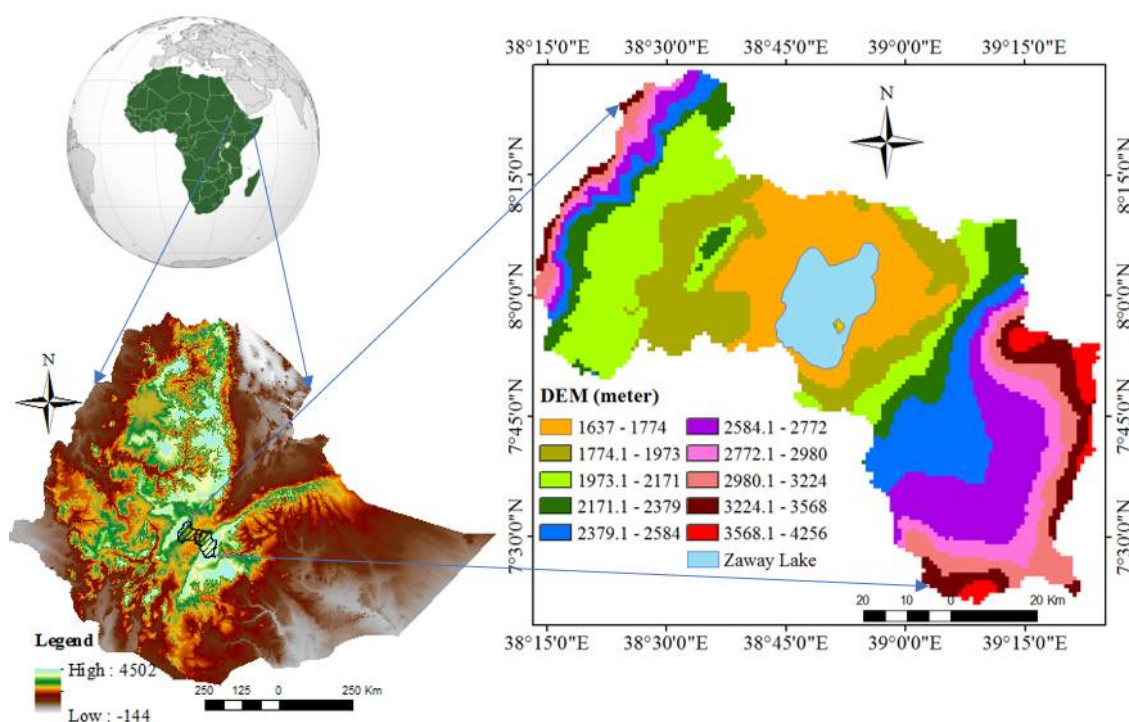 38°15'0"E 38°30'0"E 38°45'0"E 39°0'0"E 39°15'0"E
N
8°15'0"N 8°15'0"N
8°0'0"N 8°0'0"N
7°45'0"N 7°45'0"N
7°30'0"N 7°30'0"N
DEM (meter)
1637 - 1774 2584.1 - 2772
1774.1 - 1973 2772.1 - 2980
1973.1 - 2171 2980.1 - 3224
2171.1 - 2379 3224.1 - 3568
2379.1 - 2584 3568.1 - 4256
Zaway Lake
20 10 0 20 Km
38°15'0"E 38°30'0"E 38°45'0"E 39°0'0"E 39°15'0"E
N
Legend
High : 4502
Low : -144
250 125 0 250 Km